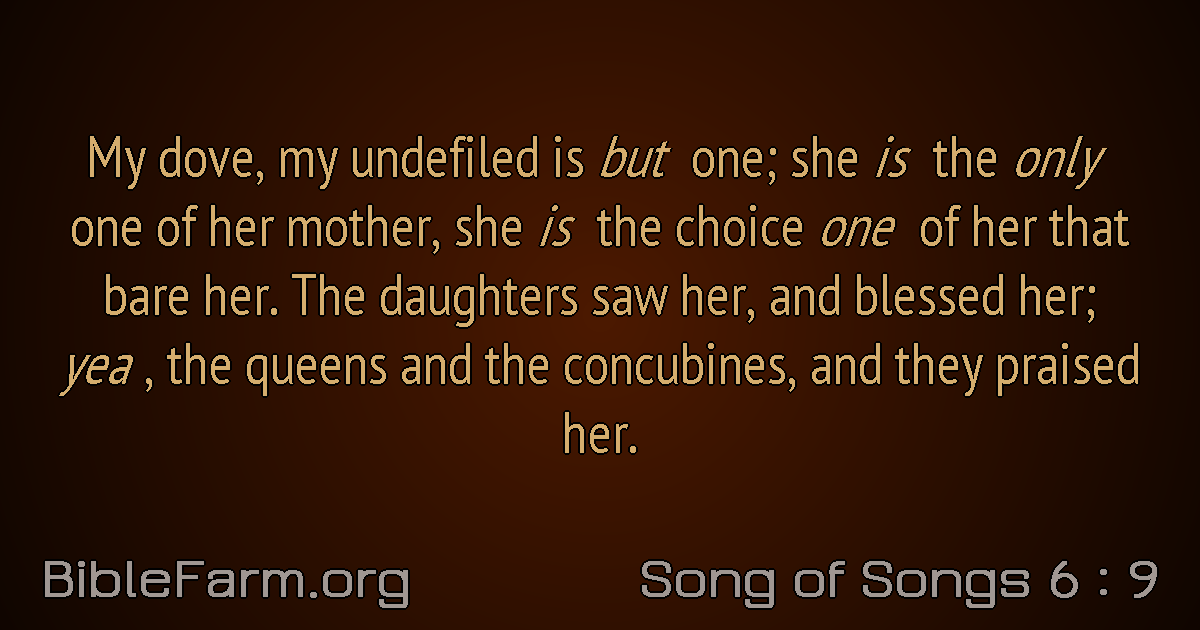 My dove, my undefiled is but one; she is the only
one of her mother, she is the choice one of her that
bare her. The daughters saw her, and blessed her;
yea , the queens and the concubines, and they praised
her.
BibleFarm.org
Song of Songs 6 : 9